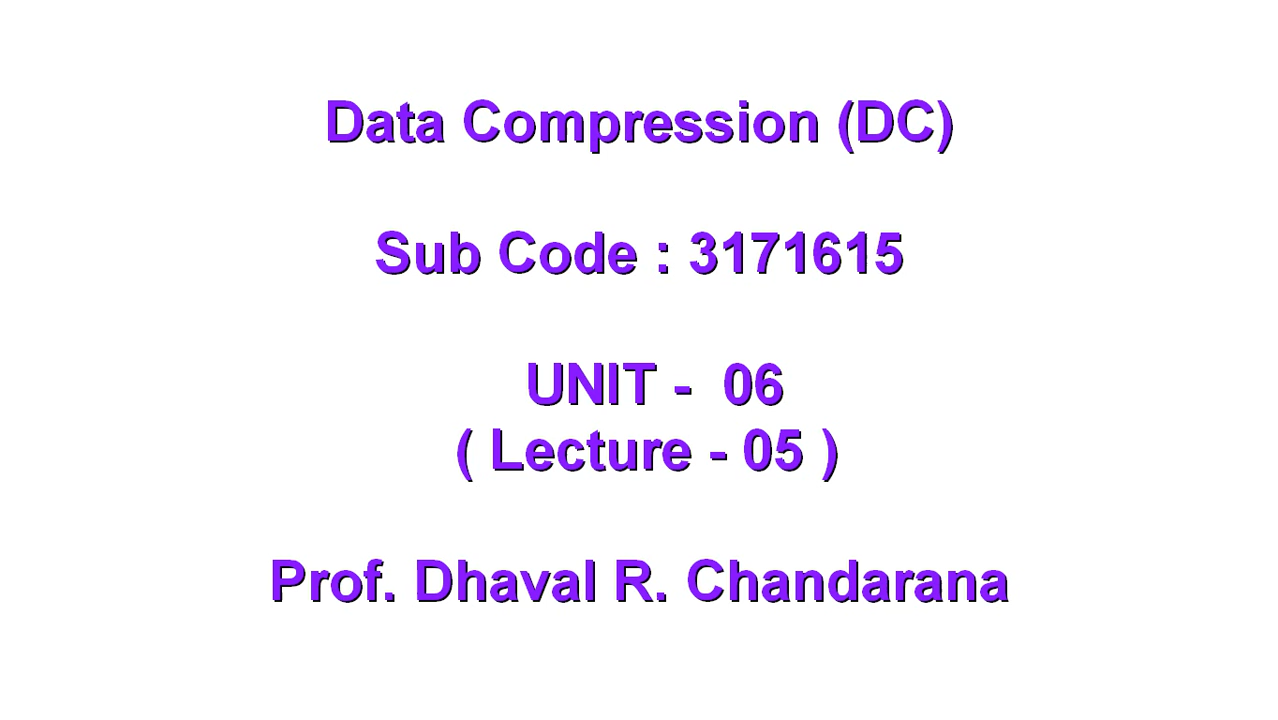 Data Compression (DC)
Sub Code : 3171615
UNIT -  06
( Lecture - 05 )
Prof. Dhaval R. Chandarana